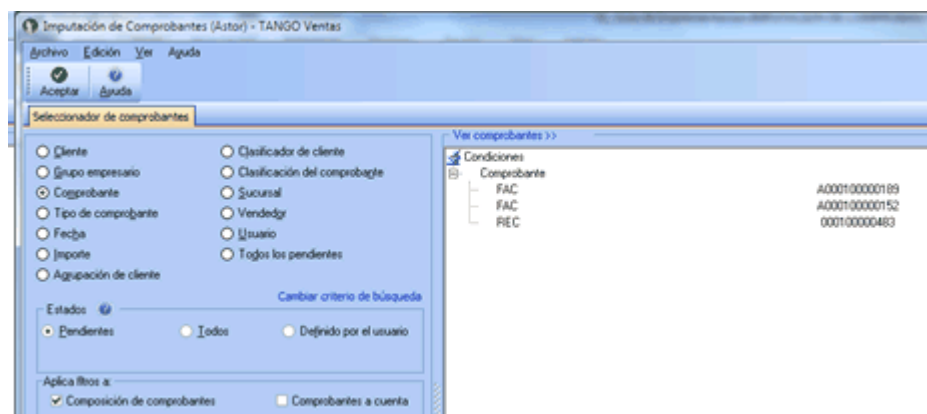 Imputación de Comprobantes (Astor) - TANGO Ventas
Archivo Edición Ver Ayuda
Aceptar Ayuda
Seleccionador de comprobantes
Ver comprobantes >>
Cliente Clasificador de cliente
Grupo empresario Clasificación del comprobante
Comprobante Sucursal
Tipo de comprobante Vendedor
Fecha Usuario
Importe Todos los pendientes
Agrupación de cliente
Cambiar criterio de búsqueda
Estados
Pendientes Todos Definido por el usuario
Aplica filtros a:
Composición de comprobantes Comprobantes a cuenta
Condiciones
Comprobante
FAC A000100000189
FAC A000100000152
REC 000100000483